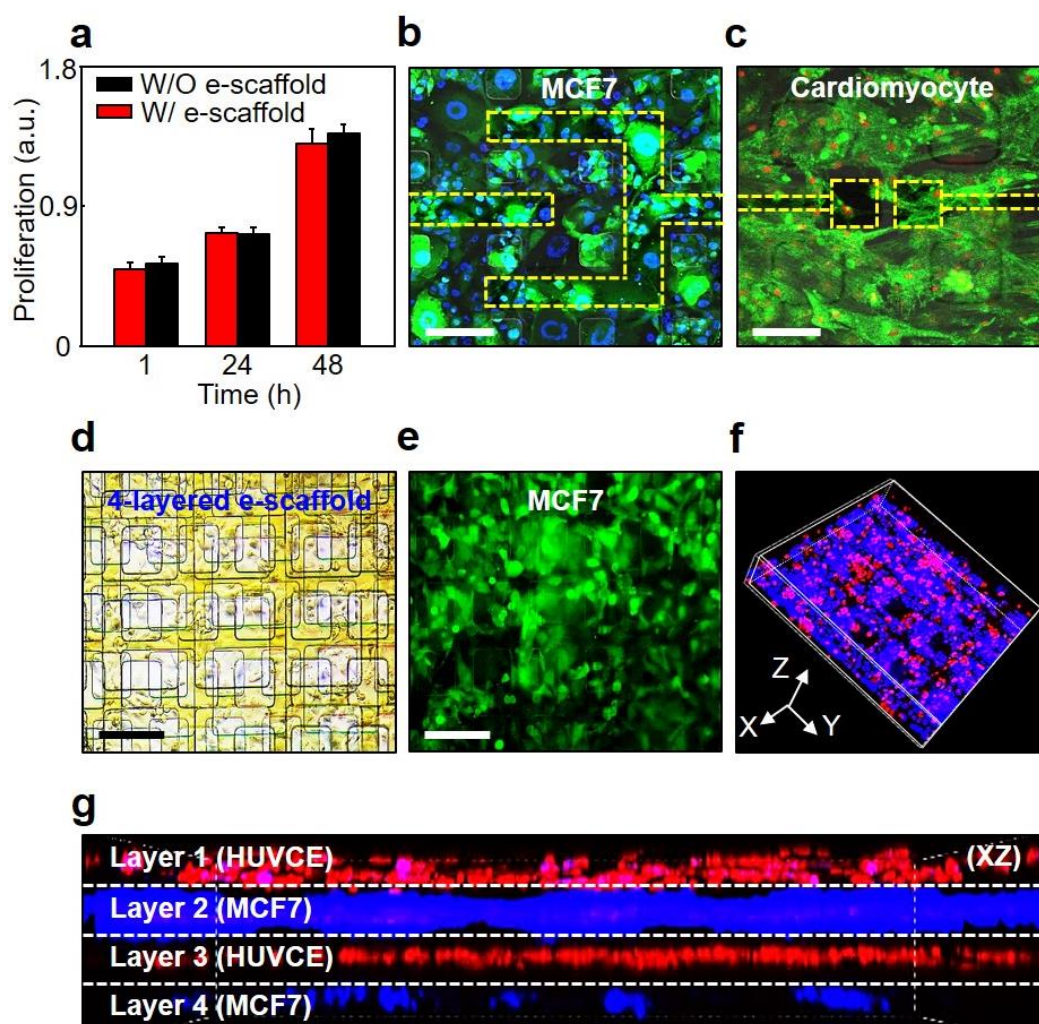 a
1.8
W/O e-scaffold
W/ e-scaffold
0.9
Proliferation (a.u.)
0
1
24
48
Time (h)
b
MCF7
c
Cardiomyocyte
d
4-layered e-scaffold
e
MCF7
f
Z
X
Y
g
Layer 1 (HUVCE)
(XZ)
Layer 2 (MCF7)
Layer 3 (HUVCE)
Layer 4 (MCF7)